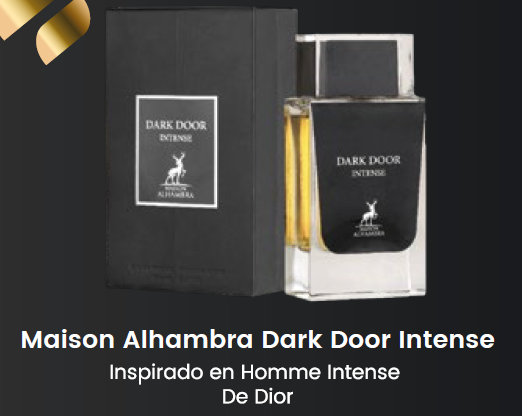 DARK DOOR
INTENSE
MAISON
ALHAMBRA
DARK DOOR
INTENSE
MAISON
ALHAMBRA
Maison Alhambra Dark Door Intense
Inspirado en Homme Intense
De Dior